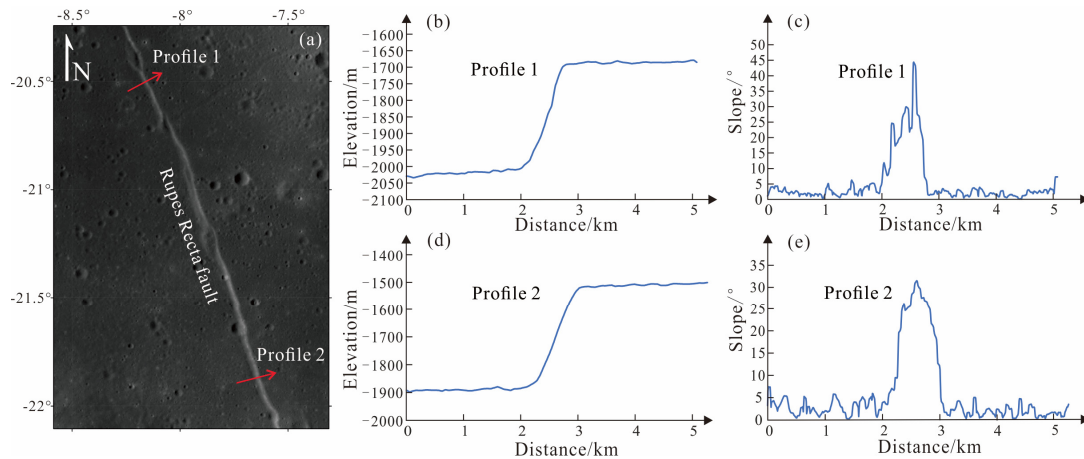 -8.5° -8° -7.5°
(a)
N
Profile 1
-20.5°
-21°
Rupes Recta fault
-21.5°
Profile 2
-22°
(b)
Profile 1
Elevation/m
−1600
−1650
−1700
−1750
−1800
−1850
−1900
−1950
−2000
−2050
−2100
0 1 2 3 4 5
Distance/km
(c)
Profile 1
Slope/°
50
45
40
35
30
25
20
15
10
5
0
0 1 2 3 4 5
Distance/km
(d)
Profile 2
Elevation/m
−1400
−1500
−1600
−1700
−1800
−1900
−2000
0 1 2 3 4 5
Distance/km
(e)
Profile 2
Slope/°
35
30
25
20
15
10
5
0
0 1 2 3 4 5
Distance/km